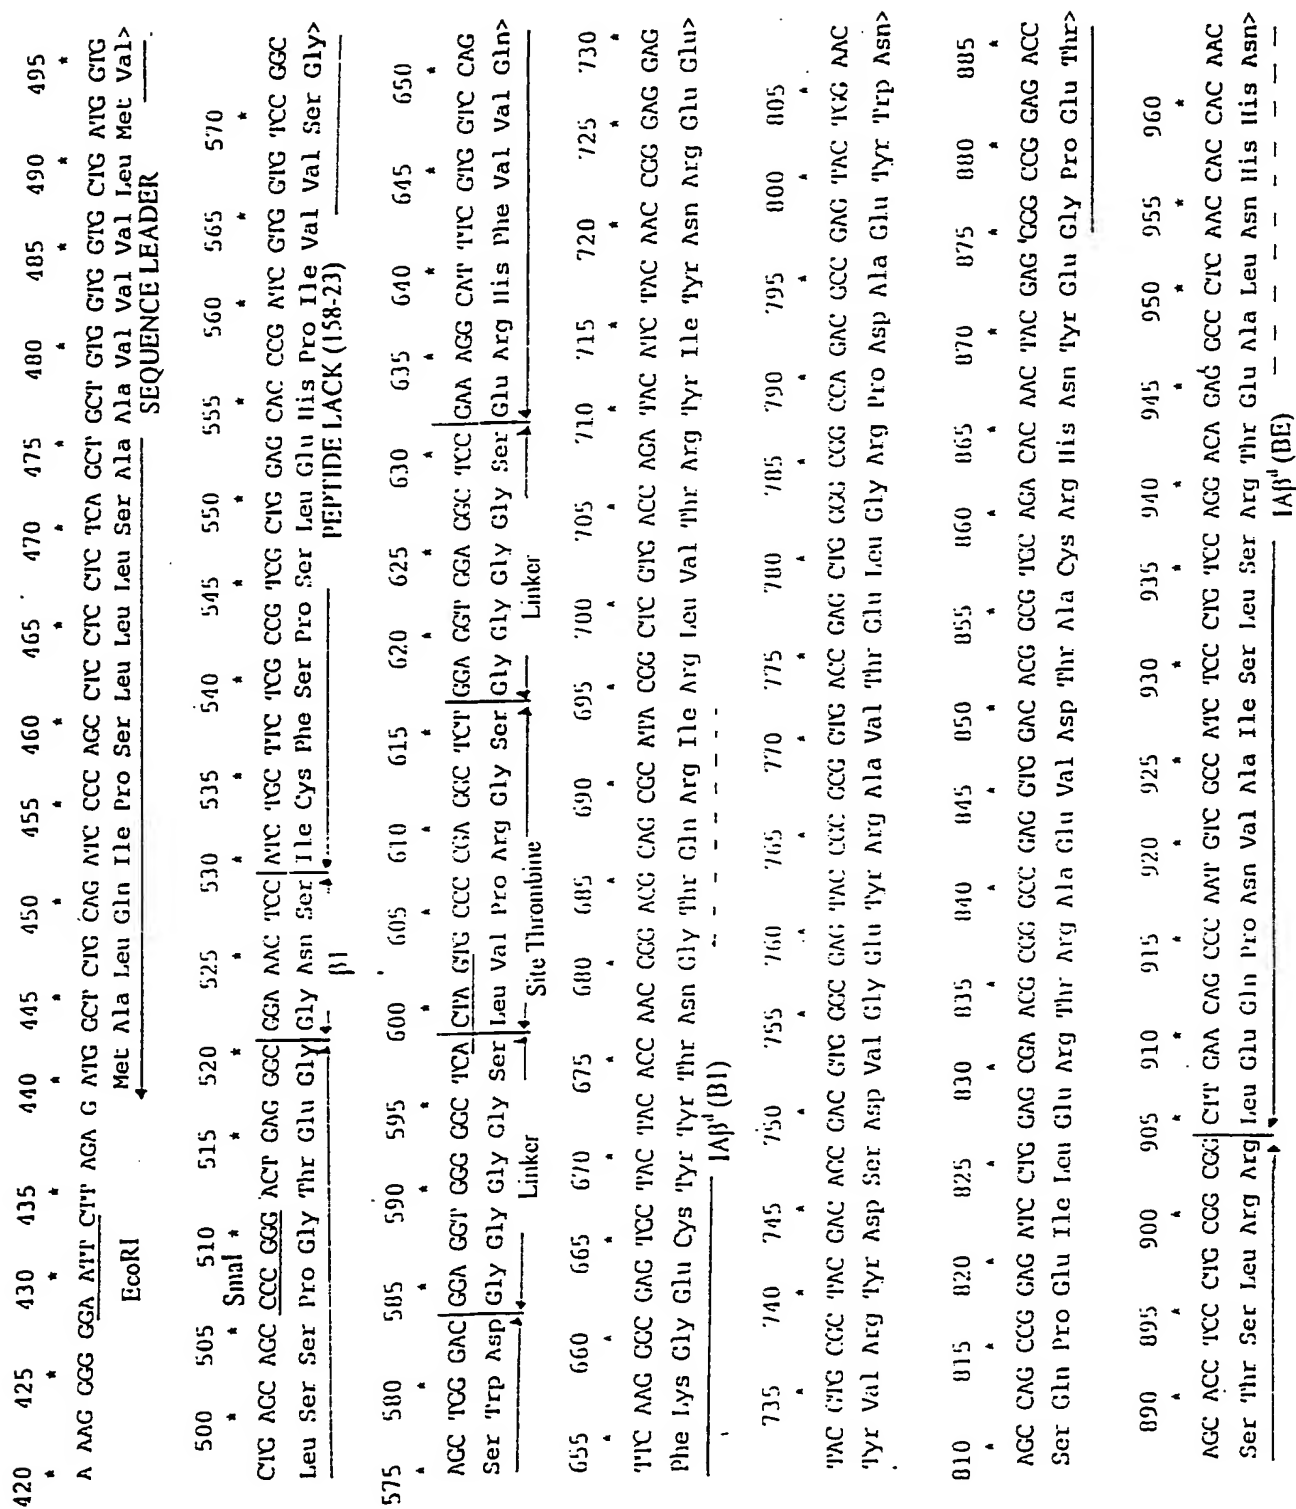 420 425 430 435 440 445 450 455 460 465 470 475 480 485 490 495
* * * * * * * * * * * * * * * *
A AAG GGG GGA ATT CTT AGA G ATG GCT CTG CAG ATC CCC AGC CTC CTC CTC TCA GCT GCT GTG GTG GTG CTG ATG GTG
Met Ala Leu Gln Ile Pro Ser Leu Leu Leu Ser Ala Ala Val Val Val Leu Met Val>
EcoRI SEQUENCE LEADER
500 505 510 515 520 525 530 535 540 545 550 555 560 565 570
* * SmaI * * * * * * * * * * * * *
CTG AGC AGC CCC GGG ACT GAG GGC GGA AAC TCC ATC TGC TTC TCG CCG TCG CTG GAG CAC CCG ATC GTG GTG TCC GGC
Leu Ser Ser Pro Gly Thr Glu Gly Gly Asn Ser Ile Cys Phe Ser Pro Ser Leu Glu His Pro Ile Val Val Ser Gly>
β1 PEPTIDE LACK (158-23)
575 580 585 590 595 600 605 610 615 620 625 630 635 640 645 650
* * * * * * * * * * * * * * * *
AGC TGG GAC GGA GGT GGG GGC TCA CTA GTG CCC CGA GGC TCT GGA GGT GGA GGC TCC GAA AGG CAT TTC GTG GTC CAG
Ser Trp Asp Gly Gly Gly Gly Ser Leu Val Pro Arg Gly Ser Gly Gly Gly Gly Ser Glu Arg His Phe Val Val Gln>
Linker Site Thrombine Linker
655 660 665 670 675 680 685 690 695 700 705 710 715 720 725 730
* * * * * * * * * * * * * * * *
TTC AAG GGC GAG TGC TAC TAC ACC AAC GGG ACG CAG CGC ATA CGG CTC GTG ACC AGA TAC ATC TAC AAC CGG GAG GAG
Phe Lys Gly Glu Cys Tyr Tyr Thr Asn Gly Thr Gln Arg Ile Arg Leu Val Thr Arg Tyr Ile Tyr Asn Arg Glu Glu>
IAβᵈ (B1)
735 740 745 750 755 760 765 770 775 780 785 790 795 800 805
* * * * * * * * * * * * * * *
TAC GTG CGC TAC GAC AGC GAC GTG GGC GAG TAC CGC GCG GTG ACC GAG CTG GGG CGG CCA GAC GCC GAG TAC TGG AAC
Tyr Val Arg Tyr Asp Ser Asp Val Gly Glu Tyr Arg Ala Val Thr Glu Leu Gly Arg Pro Asp Ala Glu Tyr Trp Asn>
810 815 820 825 830 835 840 845 850 855 860 865 870 875 880 885
* * * * * * * * * * * * * * * *
AGC CAG CCG GAG ATC CTG GAG CGA ACG CGG GCC GAG GTG GAC ACG GCG TGC AGA CAC AAC TAC GAG GGG CCG GAG ACC
Ser Gln Pro Glu Ile Leu Glu Arg Thr Arg Ala Glu Val Asp Thr Ala Cys Arg His Asn Tyr Glu Gly Pro Glu Thr>
890 895 900 905 910 915 920 925 930 935 940 945 950 955 960
* * * * * * * * * * * * * * *
AGC ACC TCC CTG CGG CGG CTT GAA CAG CCC AAT GTC GCC ATC TCC CTG TCC AGG ACA GAG GCC CTC AAC CAC CAC AAC
Ser Thr Ser Leu Arg Arg Leu Glu Gln Pro Asn Val Ala Ile Ser Leu Ser Arg Thr Glu Ala Leu Asn His His Asn>
IAβᵈ (BE)